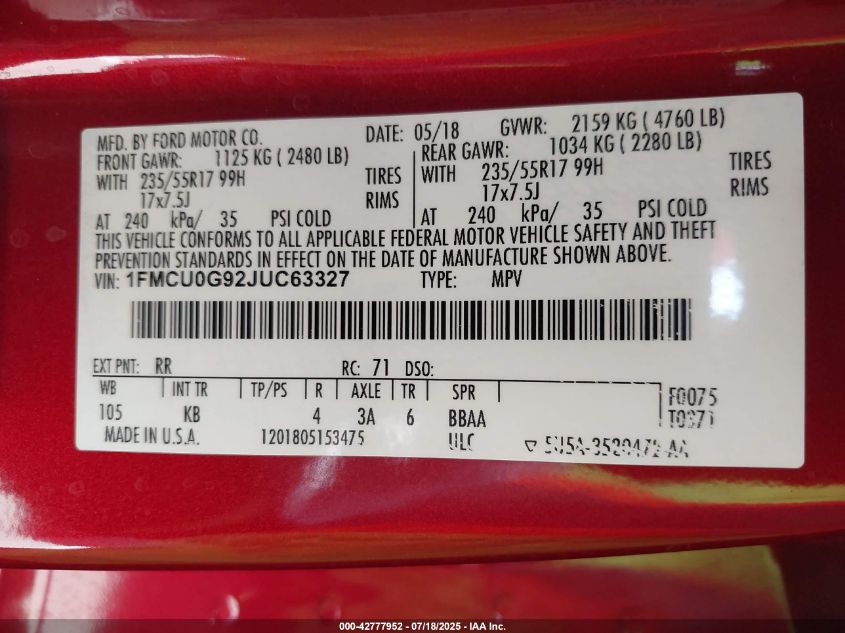 MFD. BY FORD MOTOR CO. DATE: 05/18 GVWR: 2159 KG ( 4760 LB)
FRONT GAWR: 1125 KG ( 2480 LB) REAR GAWR: 1034 KG ( 2280 LB)
WITH 235/55R17 99H TIRES WITH 235/55R17 99H TIRES
17x7.5J RIMS 17x7.5J RIMS
AT 240 kPa/ 35 PSI COLD AT 240 kPa/ 35 PSI COLD
THIS VEHICLE CONFORMS TO ALL APPLICABLE FEDERAL MOTOR VEHICLE SAFETY AND THEFT
PREVENTION STANDARDS IN EFFECT ON THE DATE OF MANUFACTURE SHOWN ABOVE.
VIN: 1FMCU0G92JUC63327 TYPE: MPV
EXT PNT: RR RC: 71 DSO:
WB INT TR TP/PS R AXLE TR SPR F0075
105 KB 4 3A 6 BBAA
MADE IN U.S.A. 1201805153475 ULC
000-42777952 | 07/18/2025 | IAA Inc.